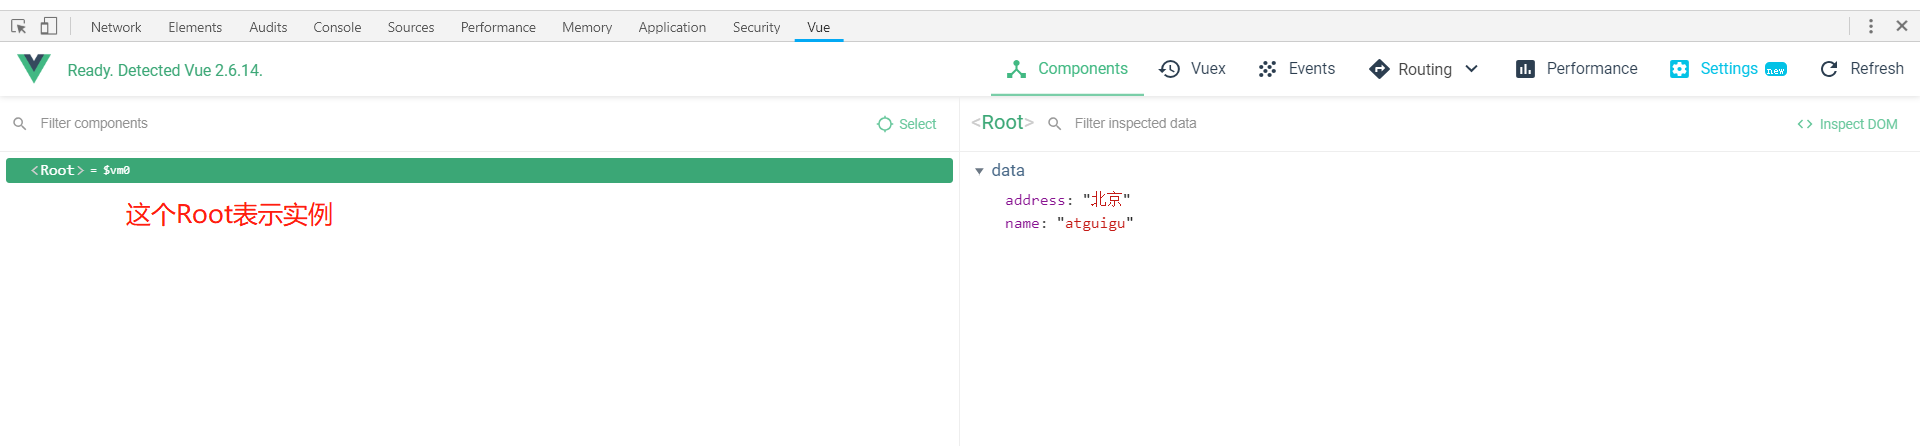 Network Elements Audits Console Sources Performance Memory Application Security Vue
Ready. Detected Vue 2.6.14. Components Vuex Events Routing Performance Settings new Refresh
Filter components Select <Root> Filter inspected data Inspect DOM
<Root> = $vm0
data
这个Root表示实例
address: "北京"
name: "atguigu"